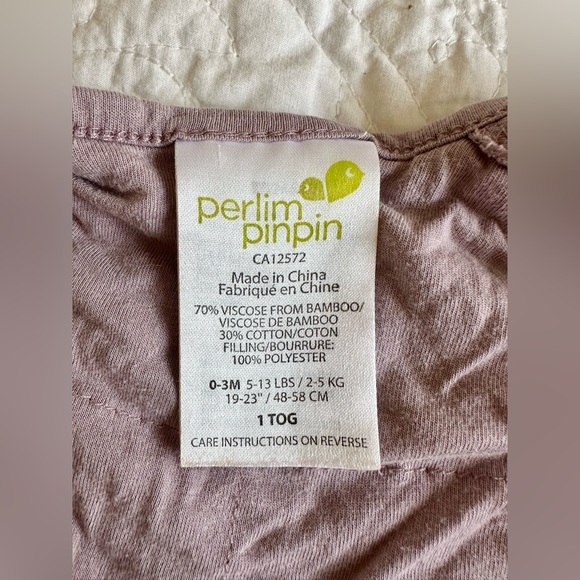 perlim
pinpin
CA12572
Made in China
Fabriqué en Chine
70% VISCOSE FROM BAMBOO/
VISCOSE DE BAMBOO
30% COTTON/COTON
FILLING/BOURRURE:
100% POLYESTER
0-3M 5-13 LBS / 2-5 KG
19-23" / 48-58 CM
1 TOG
CARE INSTRUCTIONS ON REVERSE